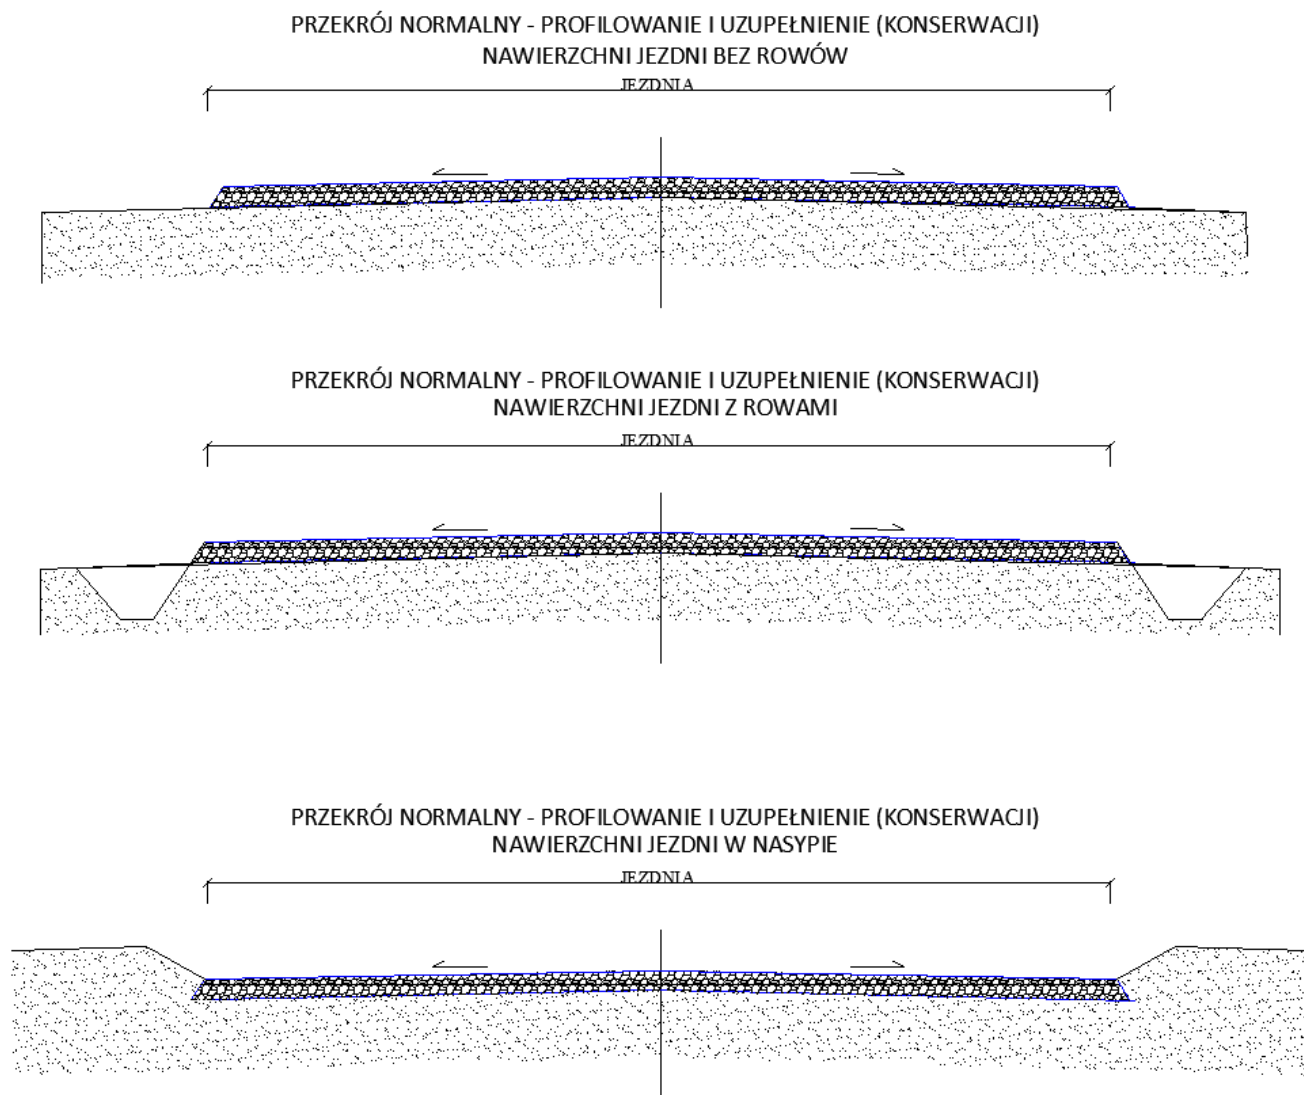 PRZEKRÓJ NORMALNY - PROFILOWANIE I UZUPEŁNIENIE (KONSERWACJI)
NAWIERZCHNI JEZDNI BEZ ROWÓW
JEZDNIA
PRZEKRÓJ NORMALNY - PROFILOWANIE I UZUPEŁNIENIE (KONSERWACJI)
NAWIERZCHNI JEZDNI Z ROWAMI
JEZDNIA
PRZEKRÓJ NORMALNY - PROFILOWANIE I UZUPEŁNIENIE (KONSERWACJI)
NAWIERZCHNI JEZDNI W NASYPIE
JEZDNIA